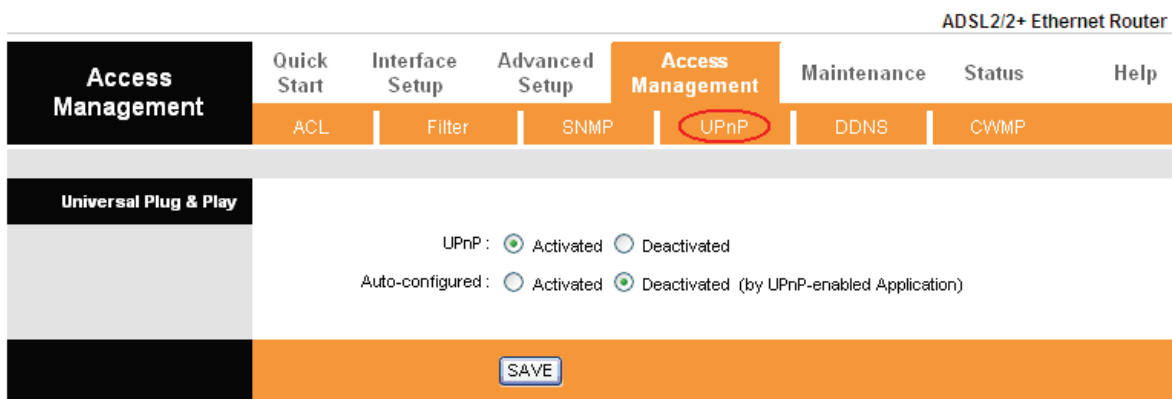 ADSL2/2+ Ethernet Router
Access Management
Quick Start
Interface Setup
Advanced Setup
Access Management
Maintenance
Status
Help
ACL
Filter
SNMP
UPnP
DDNS
CWMP
Universal Plug & Play
UPnP : Activated Deactivated
Auto-configured : Activated Deactivated (by UPnP-enabled Application)
SAVE